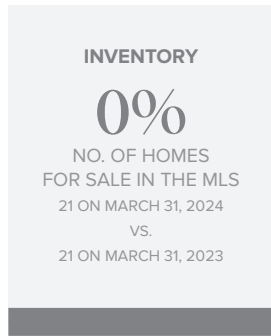 INVENTORY
0%
NO. OF HOMES
FOR SALE IN THE MLS
21 ON MARCH 31, 2024
VS.
21 ON MARCH 31, 2023